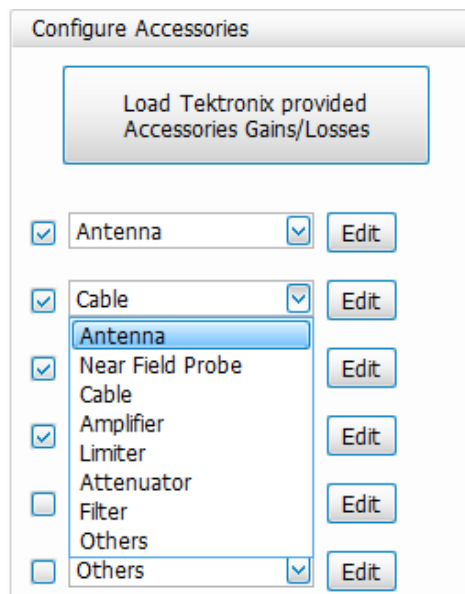 Configure Accessories
Load Tektronix provided
Accessories Gains/Losses
Antenna
Edit
Cable
Edit
Antenna
Near Field Probe
Edit
Cable
Amplifier
Edit
Limiter
Attenuator
Edit
Filter
Others
Others
Edit